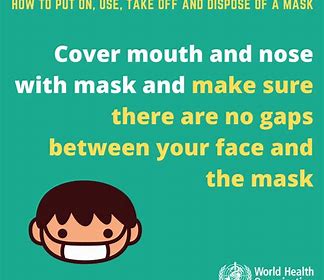 HOW TO PUT ON, USE, TAKE OFF AND DISPOSE OF A MASK
Cover mouth and nose
with mask and make sure
there are no gaps
between your face and
the mask
World Health
Organization